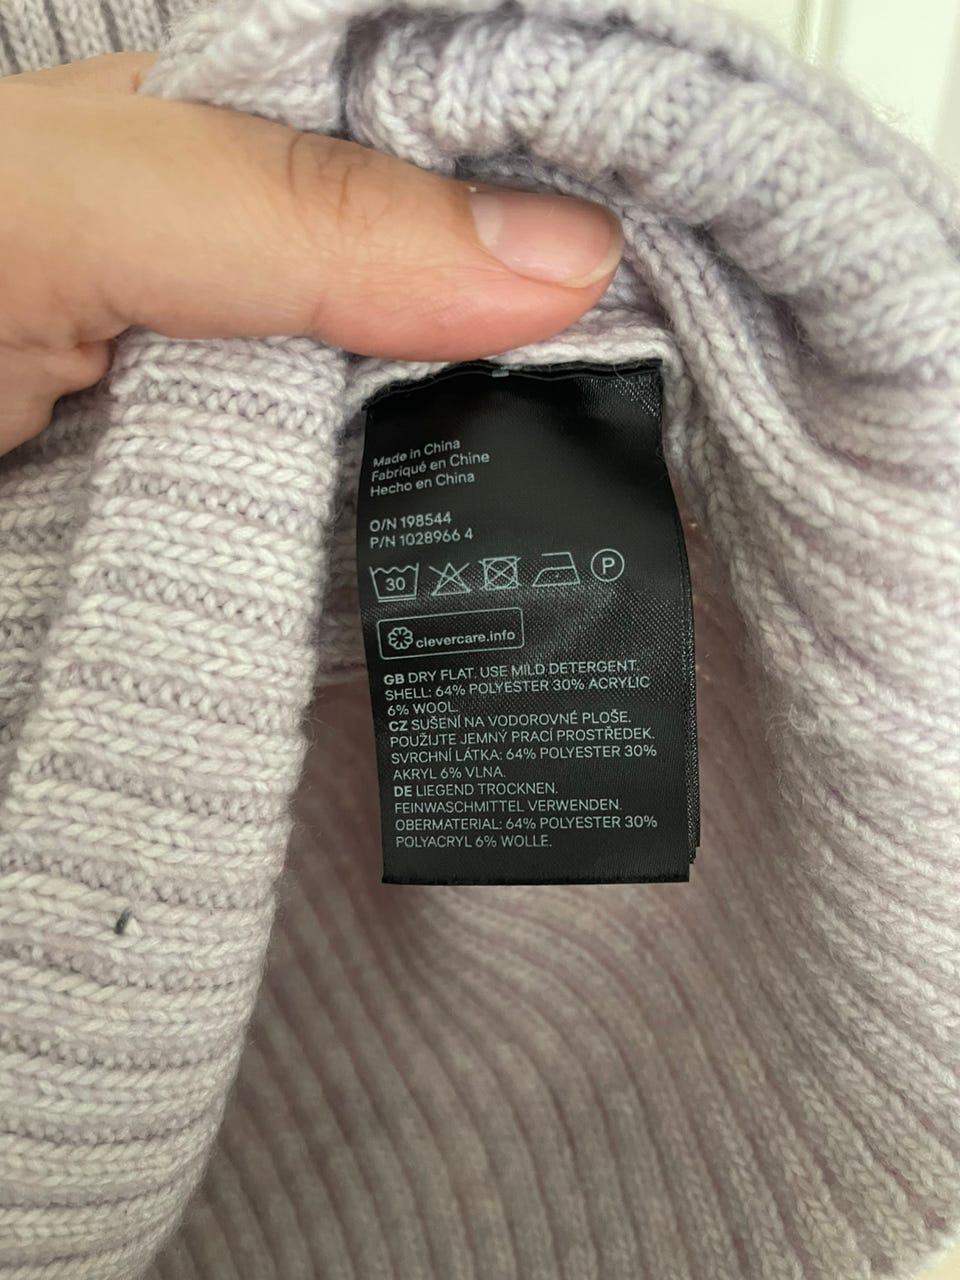 Made in China
Fabriqué en Chine
Hecho en China
O/N 198544
P/N 1028966 4
30
P
clevercare.info
GB DRY FLAT. USE MILD DETERGENT.
SHELL: 64% POLYESTER 30% ACRYLIC
6% WOOL.
CZ SUŠENÍ NA VODOROVNÉ PLOŠE.
POUŽIJTE JEMNÝ PRACÍ PROSTŘEDEK.
SVRCHNÍ LÁTKA: 64% POLYESTER 30%
AKRYL 6% VLNA.
DE LIEGEND TROCKNEN.
FEINWASCHMITTEL VERWENDEN.
OBERMATERIAL: 64% POLYESTER 30%
POLYACRYL 6% WOLLE.